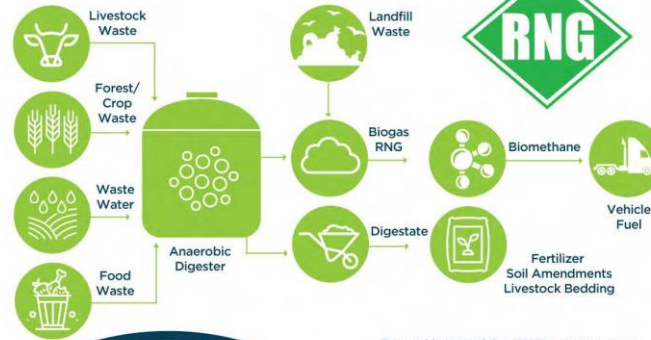 Livestock
Waste
Landfill
Waste
RNG
Forest/
Crop
Waste
Biogas
RNG
Biomethane
Waste
Water
Vehicle
Fuel
Anaerobic
Digester
Digestate
Food
Waste
Fertilizer
Soil Amendments
Livestock Bedding